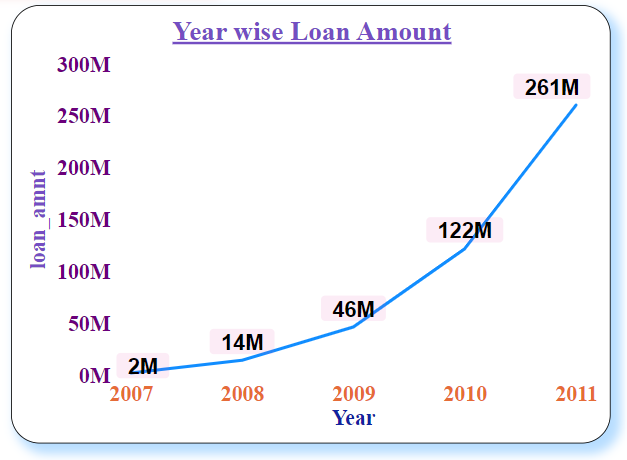 Year wise Loan Amount
300M
250M
200M
150M
100M
50M
0M
loan_amnt
261M
122M
46M
14M
2M
2007 2008 2009 2010 2011
Year